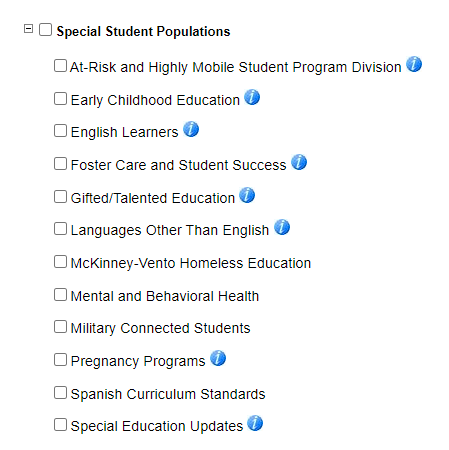 Special Student Populations
At-Risk and Highly Mobile Student Program Division
Early Childhood Education
English Learners
Foster Care and Student Success
Gifted/Talented Education
Languages Other Than English
McKinney-Vento Homeless Education
Mental and Behavioral Health
Military Connected Students
Pregnancy Programs
Spanish Curriculum Standards
Special Education Updates